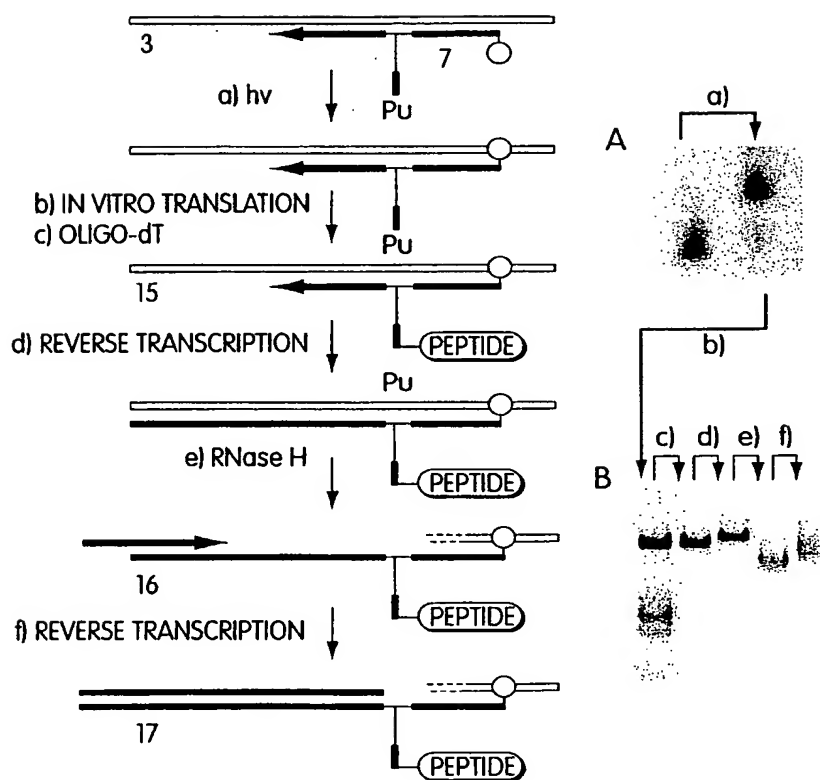 3
7
a) hν
Pu
b) IN VITRO TRANSLATION
c) OLIGO-dT
Pu
15
PEPTIDE
d) REVERSE TRANSCRIPTION
Pu
e) RNase H
PEPTIDE
16
PEPTIDE
f) REVERSE TRANSCRIPTION
17
PEPTIDE
A
a)
b)
B
c) d) e) f)